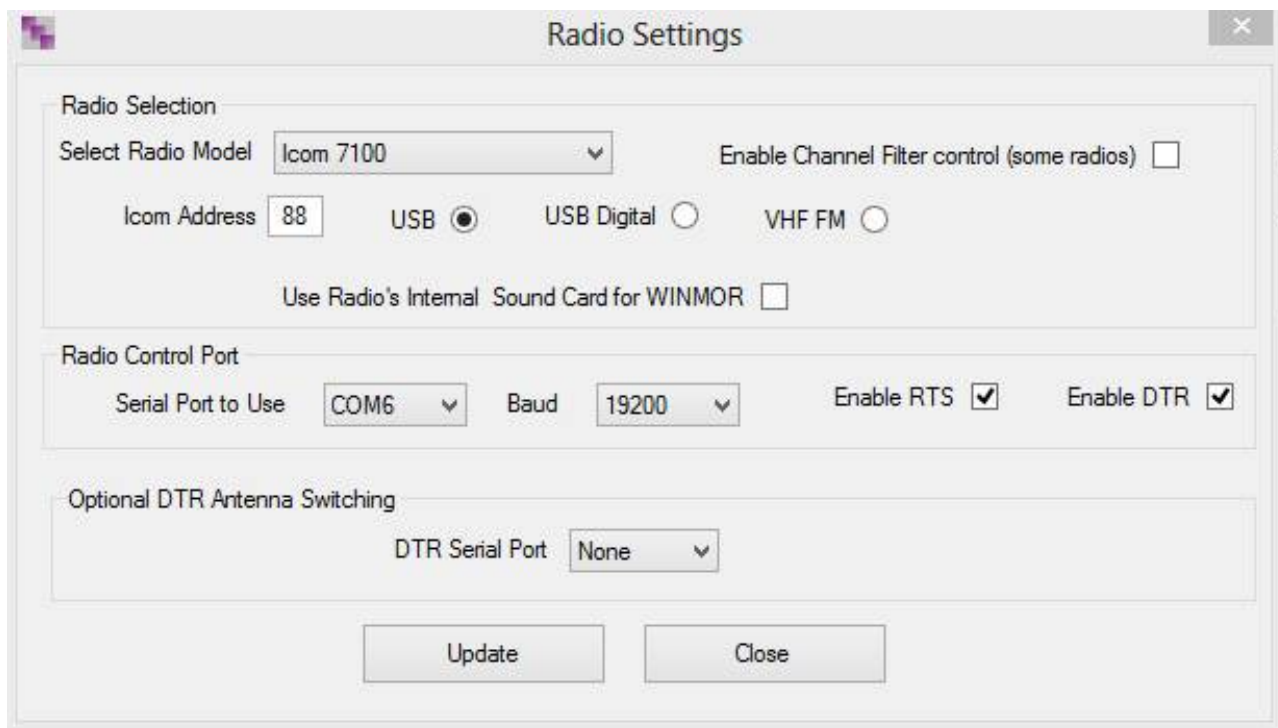 Radio Settings
Radio Selection
Select Radio Model Icom 7100 Enable Channel Filter control (some radios)
Icom Address 88 USB USB Digital VHF FM
Use Radio's Internal Sound Card for WINMOR
Radio Control Port
Serial Port to Use COM6 Baud 19200 Enable RTS Enable DTR
Optional DTR Antenna Switching
DTR Serial Port None
Update Close